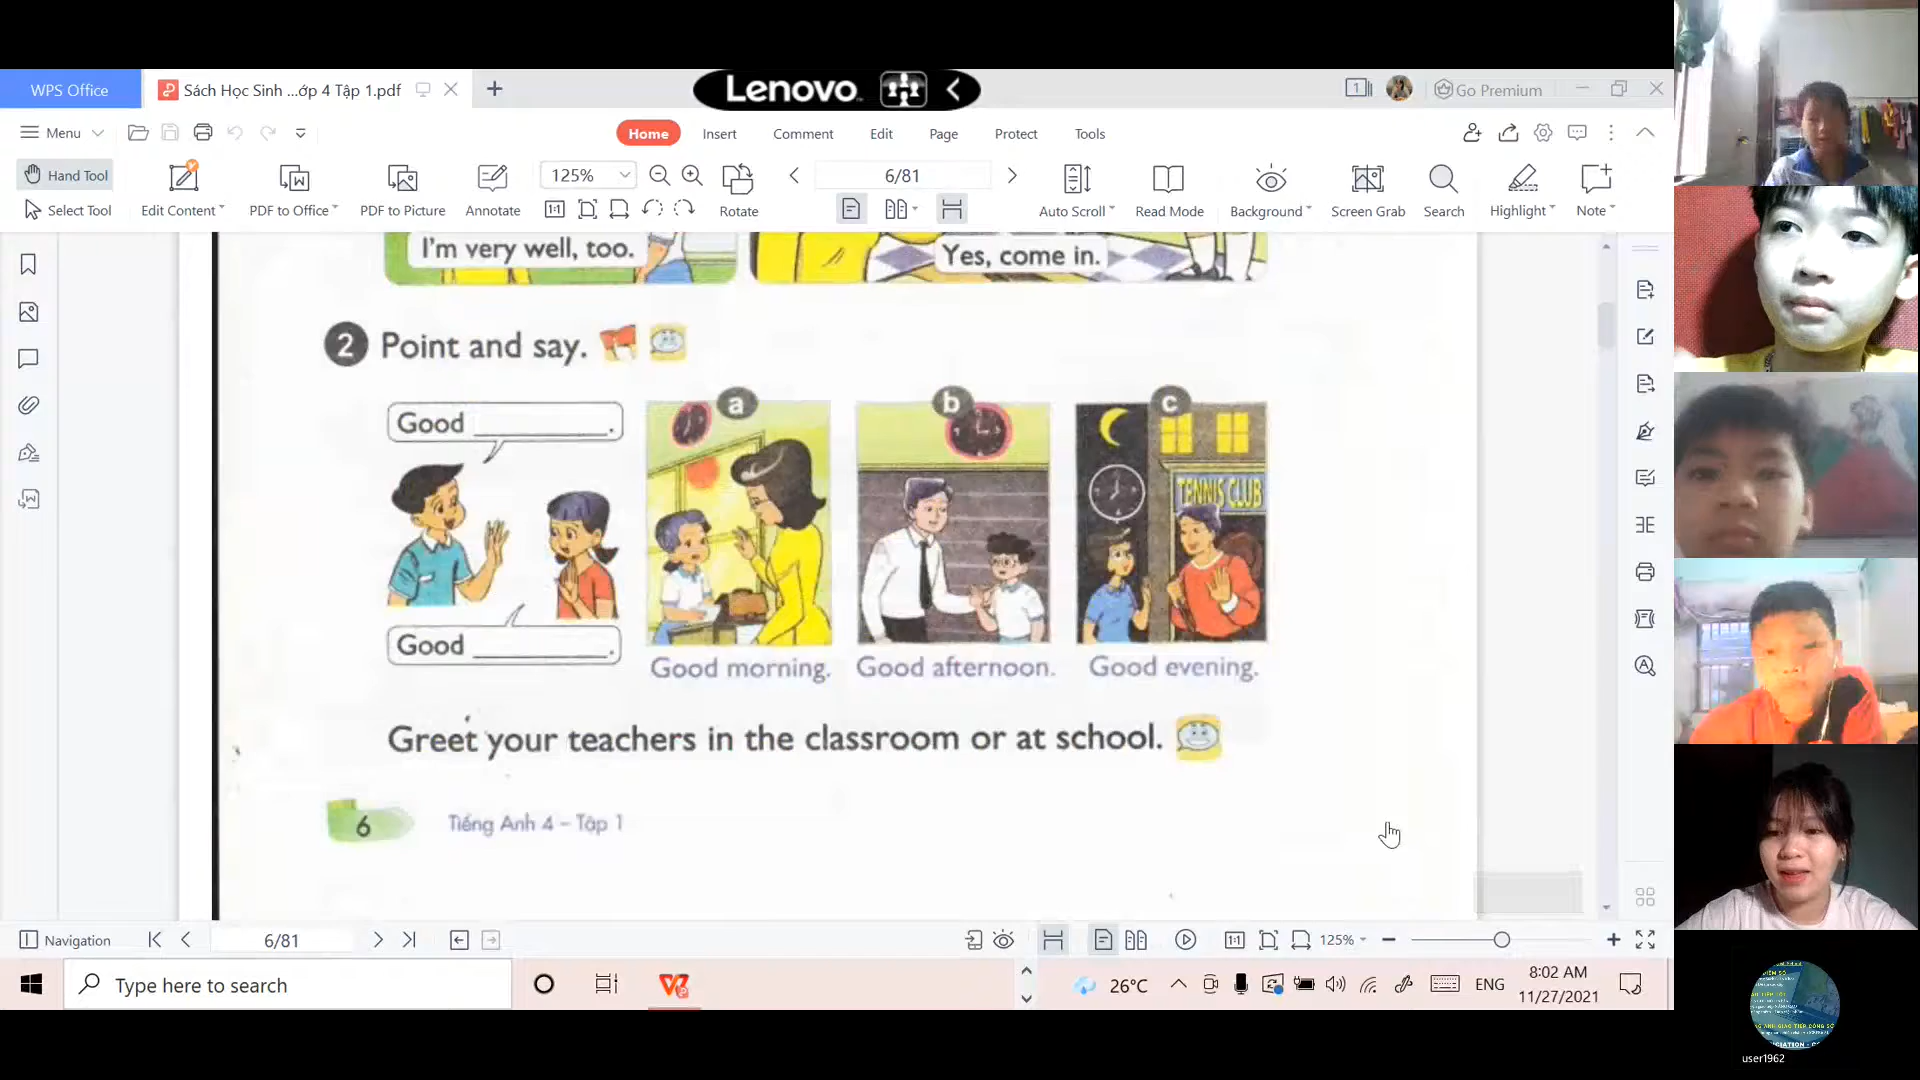 Lenovo
WPS Office
Sách Học Sinh ...ớp 4 Tập 1.pdf
Go Premium
Menu
Home
Insert
Comment
Edit
Page
Protect
Tools
Hand Tool
Select Tool
Edit Content
PDF to Office
PDF to Picture
Annotate
125%
Rotate
6/81
Auto Scroll
Read Mode
Background
Screen Grab
Search
Highlight
Note
I'm very well, too.
Yes, come in.
2 Point and say.
a
b
c
Good ________.
TENNIS CLUB
Good ________.
Good morning.
Good afternoon.
Good evening.
Greet your teachers in the classroom or at school.
6
Tiếng Anh 4 – Tập 1
Navigation
6/81
125%
Type here to search
26°C
ENG
8:02 AM
11/27/2021
user1962